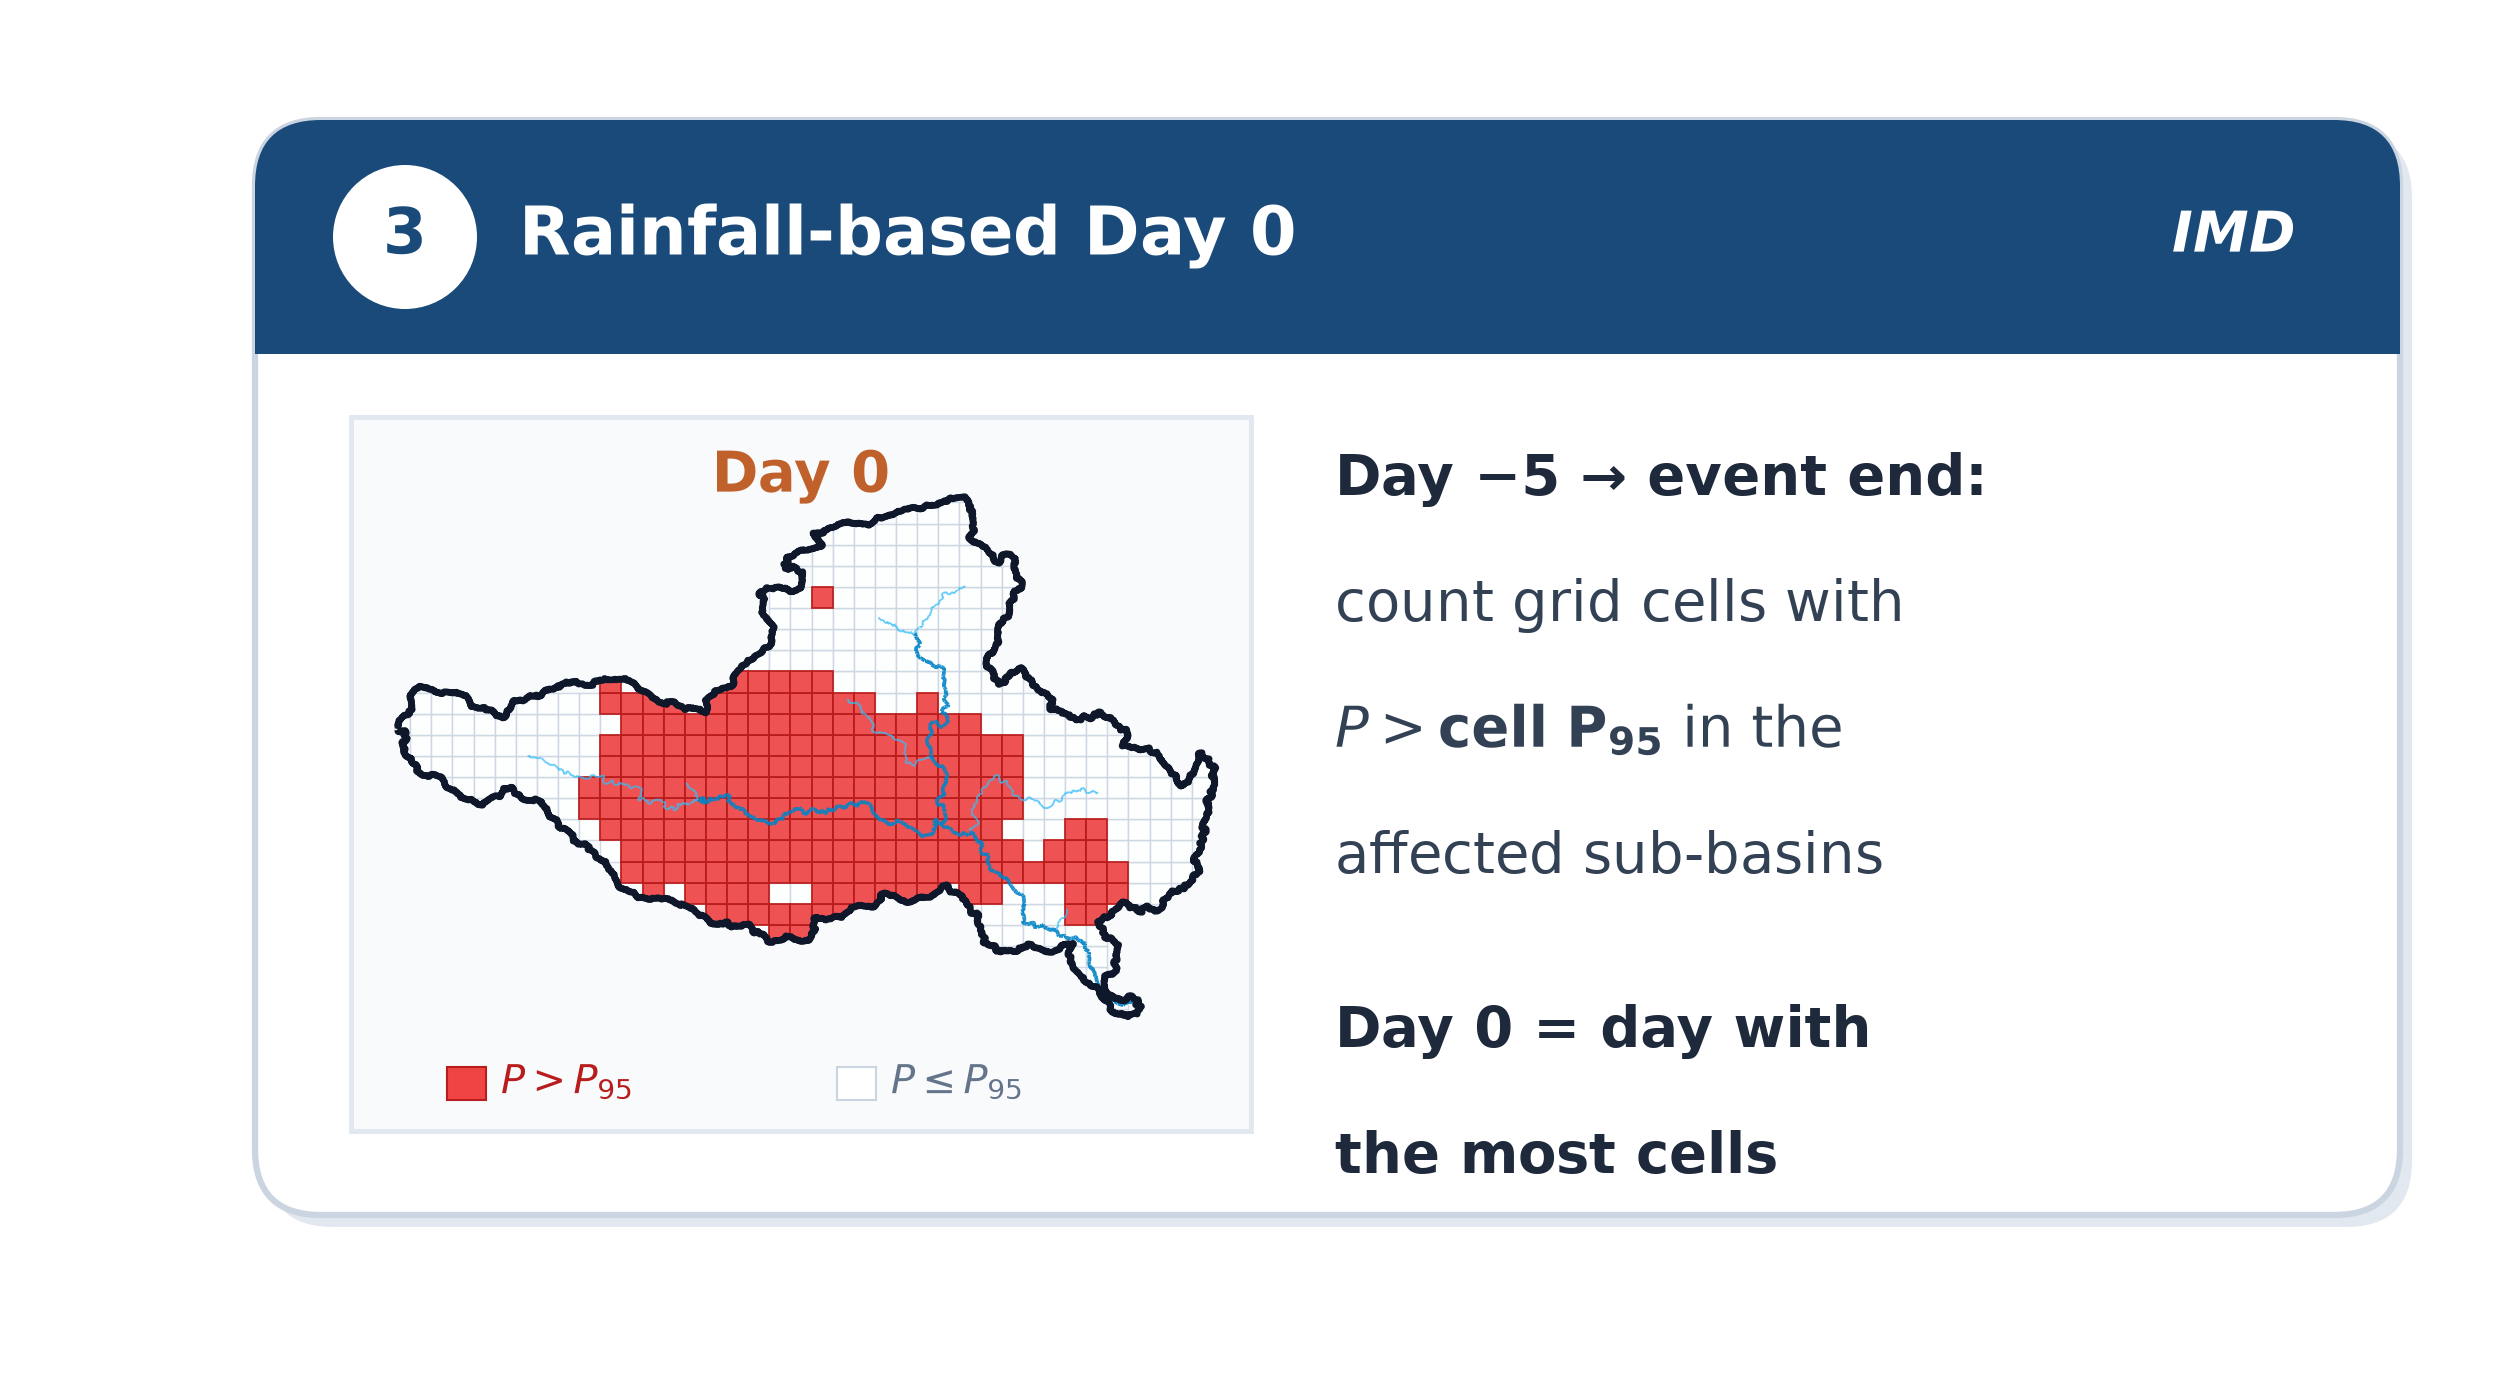 3 Rainfall-based Day 0 IMD
Day 0
P > P₉₅ P ≤ P₉₅
Day −5 → event end:
count grid cells with
P > cell P₉₅ in the
affected sub-basins
Day 0 = day with
the most cells